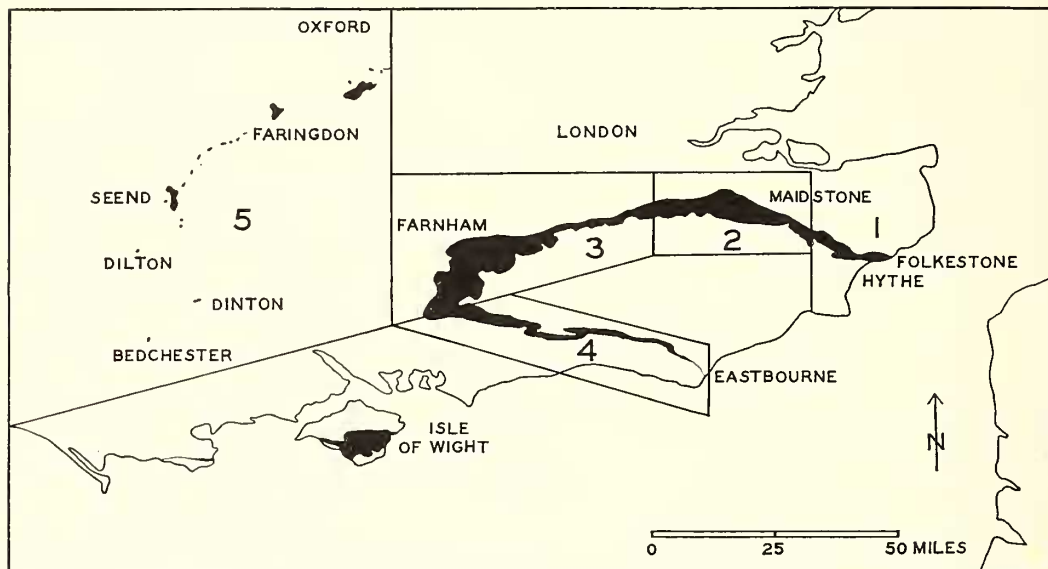 OXFORD
LONDON
FARINGDON
SEEND
5
MAIDSTONE
FARNHAM
3
2
1
DILTON
FOLKESTONE
HYTHE
DINTON
BEDCHESTER
4
EASTBOURNE
ISLE
OF WIGHT
N
0 25 50 MILES